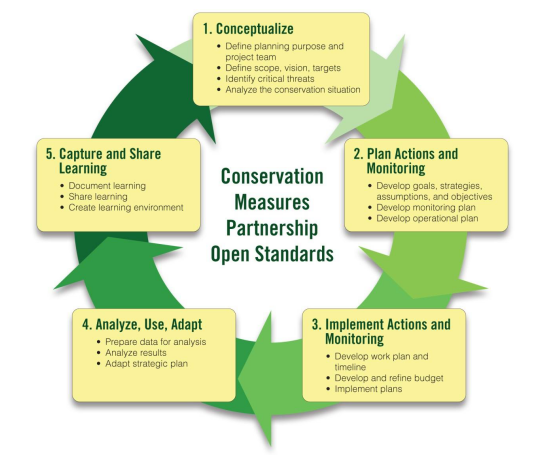 1. Conceptualize
• Define planning purpose and
project team
• Define scope, vision, targets
• Identify critical threats
• Analyze the conservation situation
2. Plan Actions and
Monitoring
• Develop goals, strategies,
assumptions, and objectives
• Develop monitoring plan
• Develop operational plan
3. Implement Actions and
Monitoring
• Develop work plan and
timeline
• Develop and refine budget
• Implement plans
4. Analyze, Use, Adapt
• Prepare data for analysis
• Analyze results
• Adapt strategic plan
5. Capture and Share
Learning
• Document learning
• Share learning
• Create learning environment
Conservation
Measures
Partnership
Open Standards